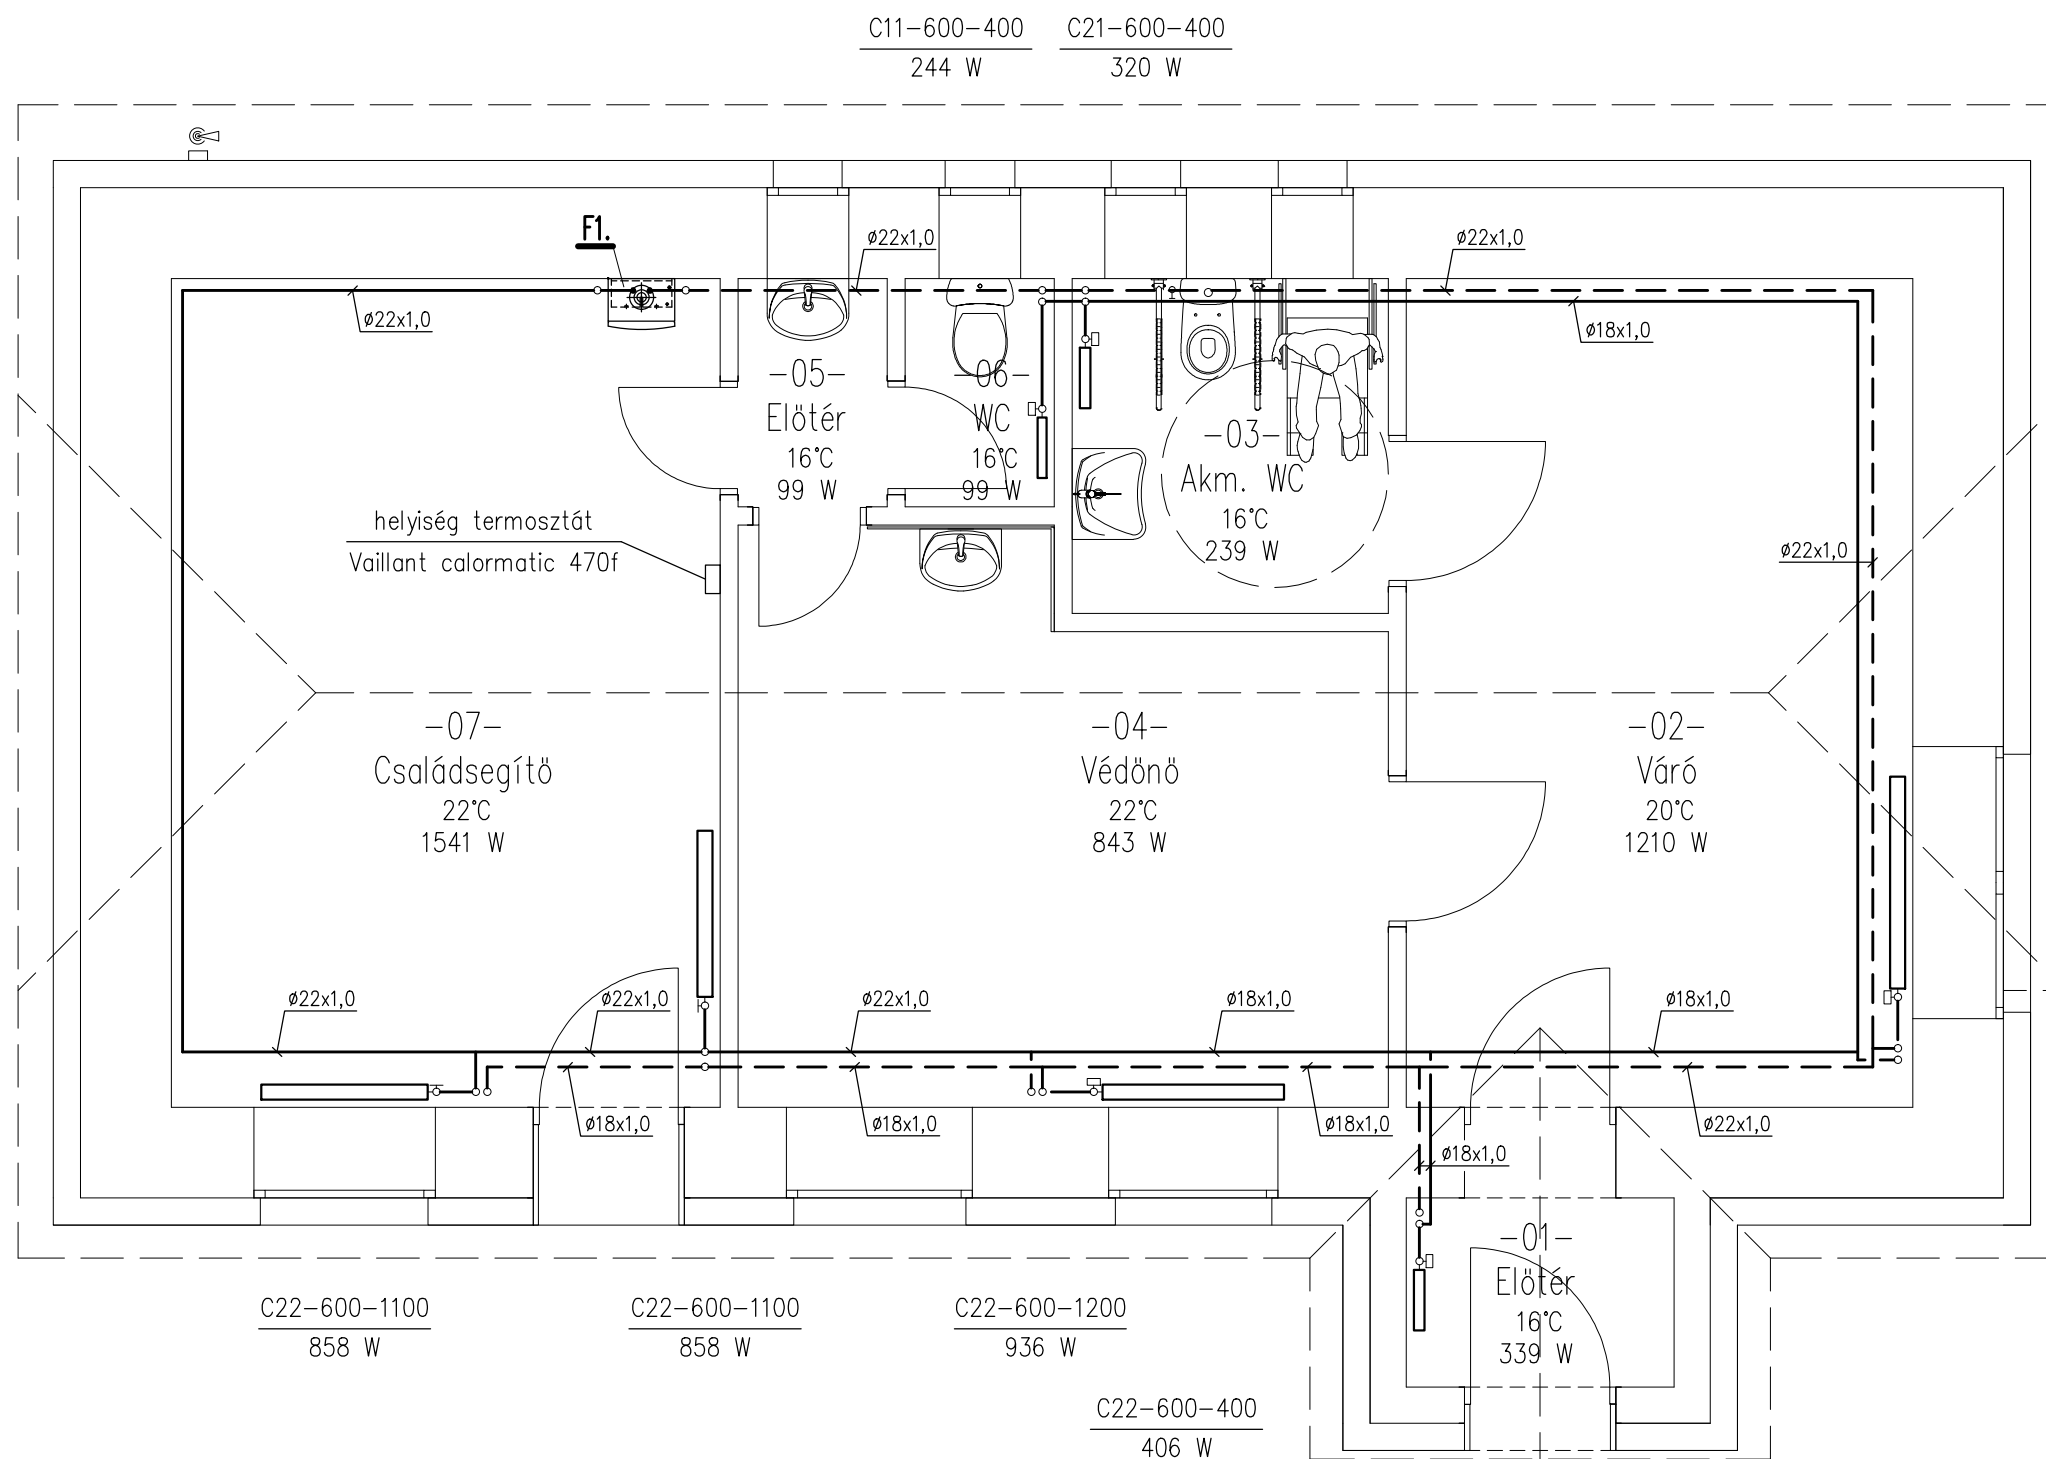 C11-600-400
244 W
C21-600-400
320 W
F1.
ø22x1,0
ø22x1,0
ø22x1,0
ø18x1,0
-05-
Elötér
16°C
99 W
-06-
WC
16°C
99 W
-03-
Akm. WC
16°C
239 W
helyiség termosztát
Vaillant calormatic 470f
ø22x1,0
-07-
Családsegítö
22°C
1541 W
-04-
Védönö
22°C
843 W
-02-
Váró
20°C
1210 W
ø22x1,0
ø22x1,0
ø22x1,0
ø18x1,0
ø18x1,0
ø18x1,0
ø18x1,0
ø18x1,0
ø22x1,0
ø18x1,0
-01-
Elötér
16°C
339 W
C22-600-1100
858 W
C22-600-1100
858 W
C22-600-1200
936 W
C22-600-400
406 W